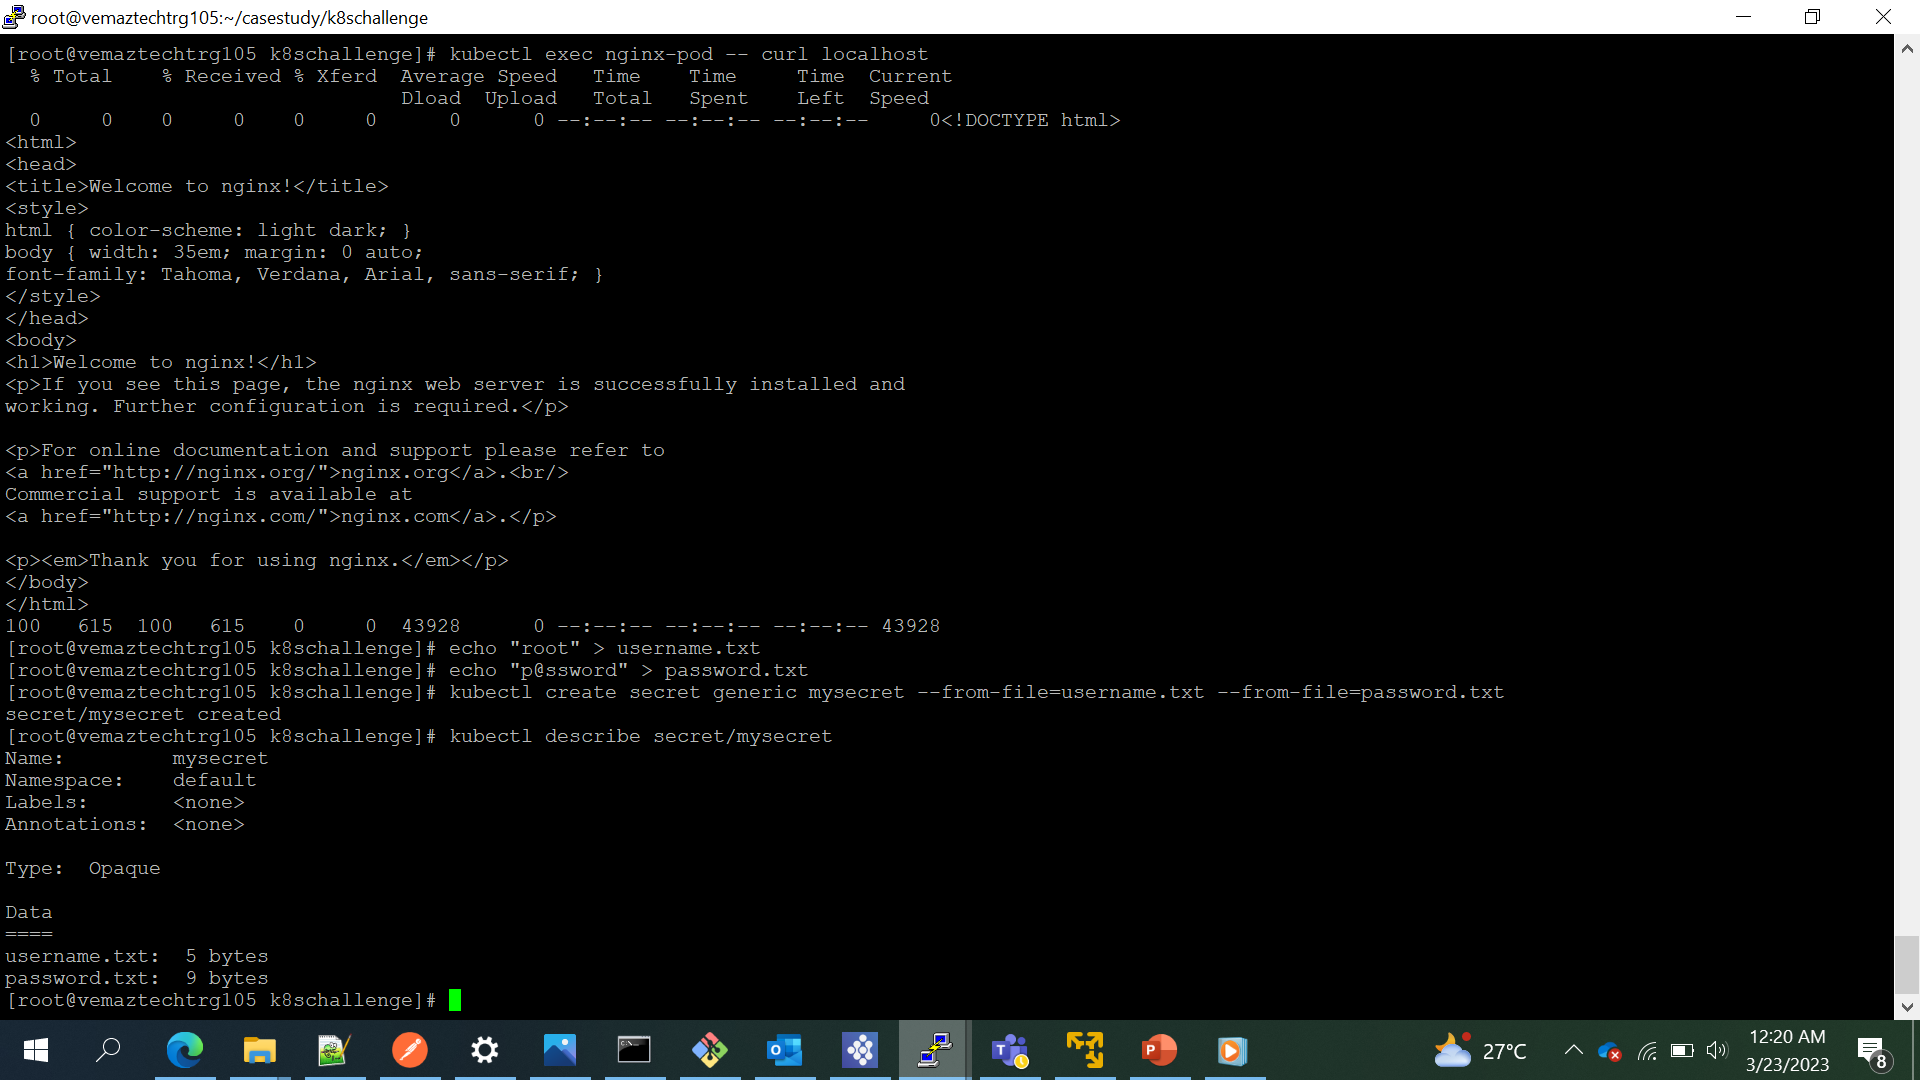 root@vemaztechtrg105:~/casestudy/k8schallenge
[root@vemaztechtrg105 k8schallenge]# kubectl exec nginx-pod -- curl localhost
  % Total    % Received % Xferd  Average Speed   Time    Time     Time  Current
                                 Dload  Upload   Total   Spent    Left  Speed
  0     0    0     0    0     0      0      0 --:--:-- --:--:-- --:--:--     0<!DOCTYPE html>
<html>
<head>
<title>Welcome to nginx!</title>
<style>
html { color-scheme: light dark; }
body { width: 35em; margin: 0 auto;
font-family: Tahoma, Verdana, Arial, sans-serif; }
</style>
</head>
<body>
<h1>Welcome to nginx!</h1>
<p>If you see this page, the nginx web server is successfully installed and
working. Further configuration is required.</p>
<p>For online documentation and support please refer to
<a href="http://nginx.org/">nginx.org</a>.<br/>
Commercial support is available at
<a href="http://nginx.com/">nginx.com</a>.</p>
<p><em>Thank you for using nginx.</em></p>
</body>
</html>
100   615  100   615    0     0  43928      0 --:--:-- --:--:-- --:--:-- 43928
[root@vemaztechtrg105 k8schallenge]# echo "root" > username.txt
[root@vemaztechtrg105 k8schallenge]# echo "p@ssword" > password.txt
[root@vemaztechtrg105 k8schallenge]# kubectl create secret generic mysecret --from-file=username.txt --from-file=password.txt
secret/mysecret created
[root@vemaztechtrg105 k8schallenge]# kubectl describe secret/mysecret
Name:         mysecret
Namespace:    default
Labels:       <none>
Annotations:  <none>
Type:  Opaque
Data
====
username.txt:  5 bytes
password.txt:  9 bytes
[root@vemaztechtrg105 k8schallenge]#
27°C
12:20 AM
3/23/2023
8